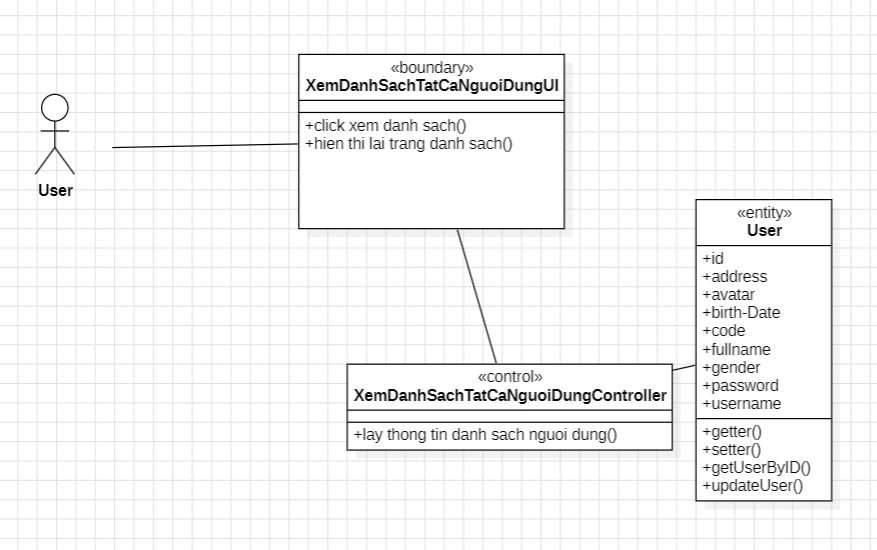 «boundary»
XemDanhSachTatCaNguoiDungUI
+click xem danh sach()
+hien thi lai trang danh sach()
User
«entity»
User
+id
+address
+avatar
+birth-Date
+code
+fullname
+gender
+password
+username
+getter()
+setter()
+getUserByID()
+updateUser()
«control»
XemDanhSachTatCaNguoiDungController
+lay thong tin danh sach nguoi dung()